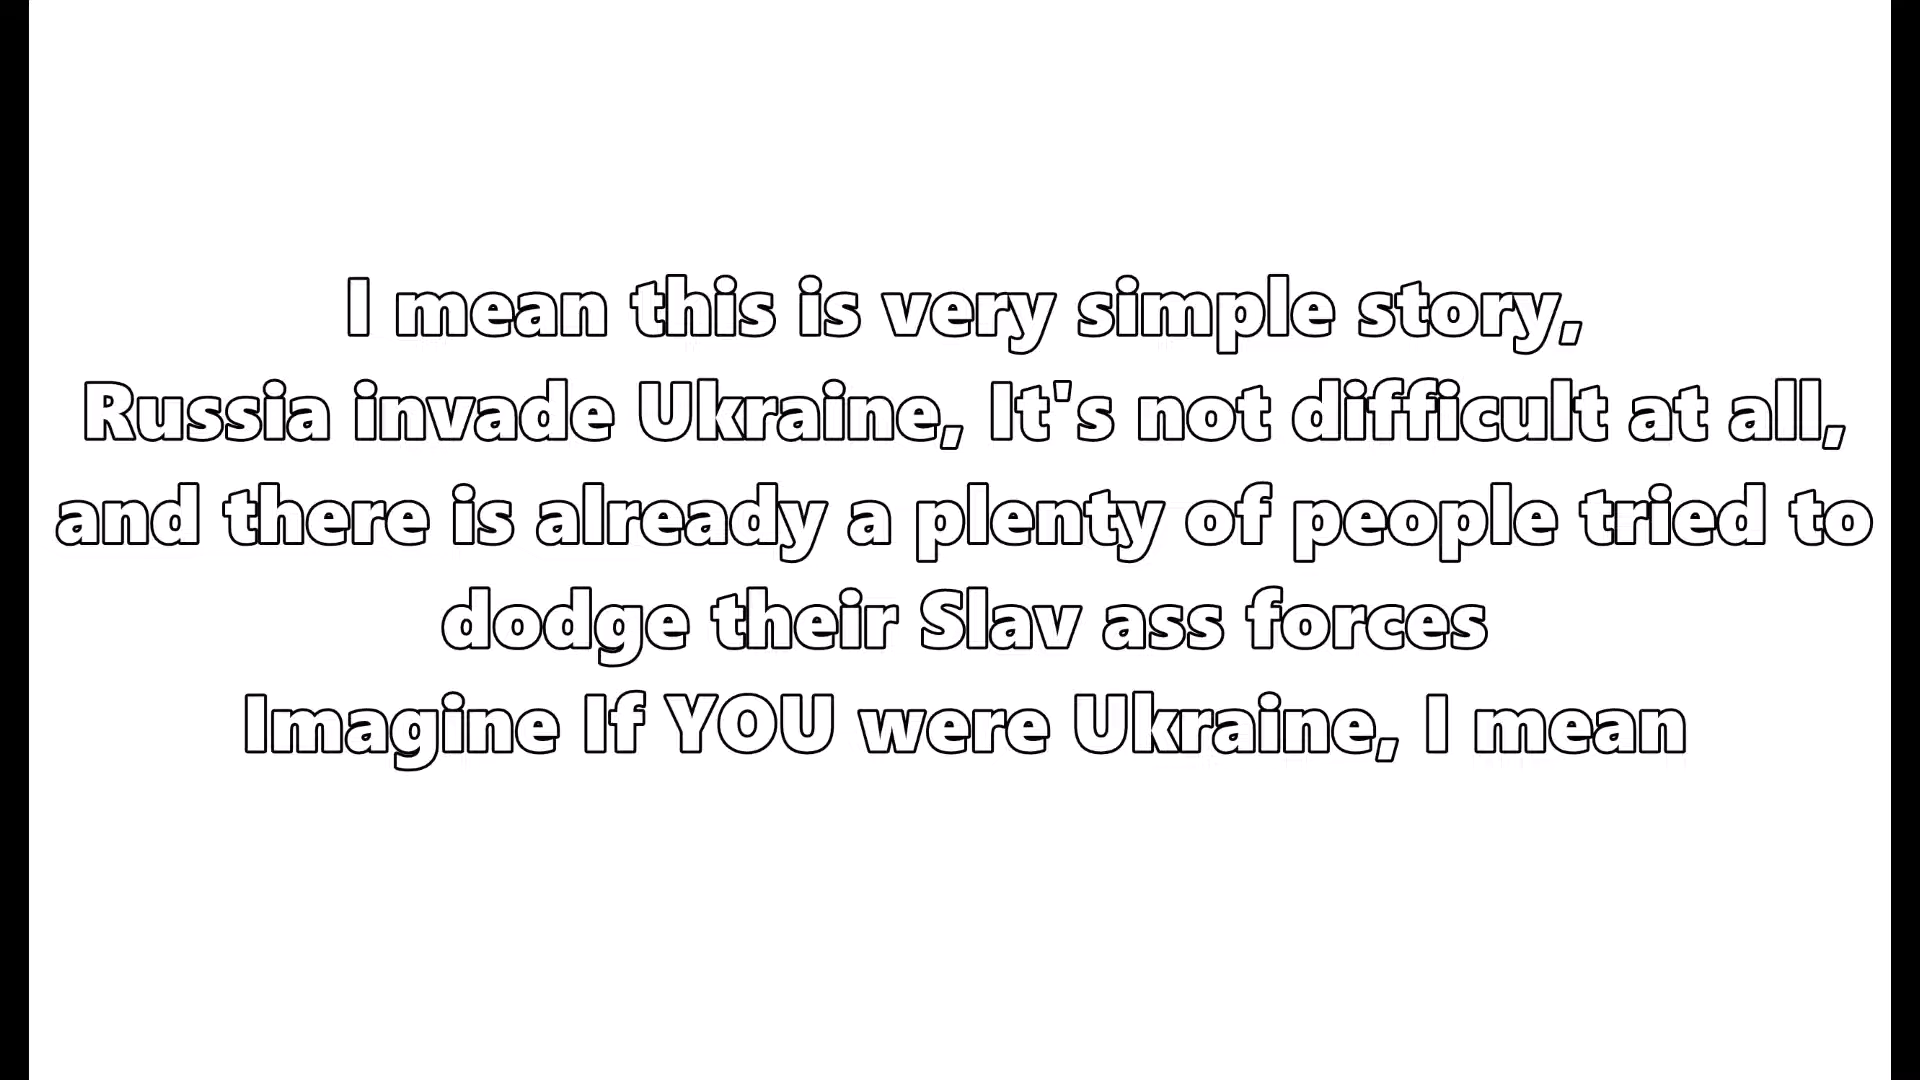 I mean this is very simple story,
Russia invade Ukraine, It's not difficult at all,
and there is already a plenty of people tried to
dodge their Slav ass forces
Imagine If YOU were Ukraine, I mean